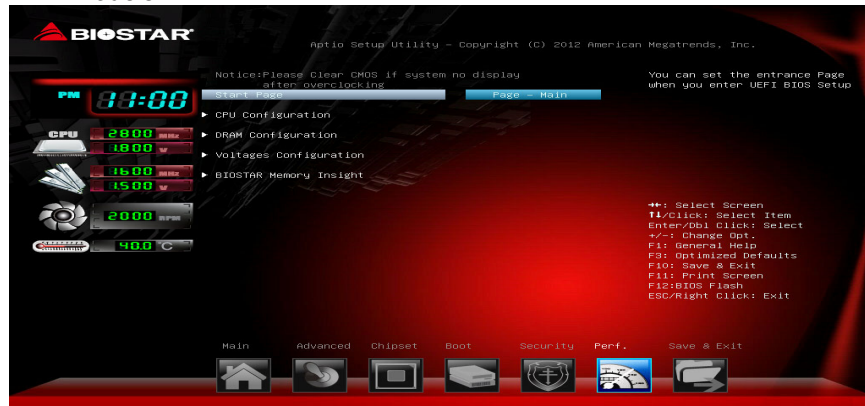 BIOSTAR
Aptio Setup Utility – Copyright (C) 2012 American Megatrends, Inc.
Notice:Please Clear CMOS if system no display
after overclocking
Start Page
Page – Main
► CPU Configuration
► DRAM Configuration
► Voltages Configuration
► BIOSTAR Memory Insight
You can set the entrance Page
when you enter UEFI BIOS Setup
PM 11:00
CPU 2800 MHz
1.800 V
1600 MHz
1.500 V
2000 RPM
40.0 °C
→←: Select Screen
↑↓/Click: Select Item
Enter/Dbl Click: Select
+/-: Change Opt.
F1: General Help
F3: Optimized Defaults
F10: Save & Exit
F11: Print Screen
F12:BIOS Flash
ESC/Right Click: Exit
Main Advanced Chipset Boot Security Perf. Save & Exit